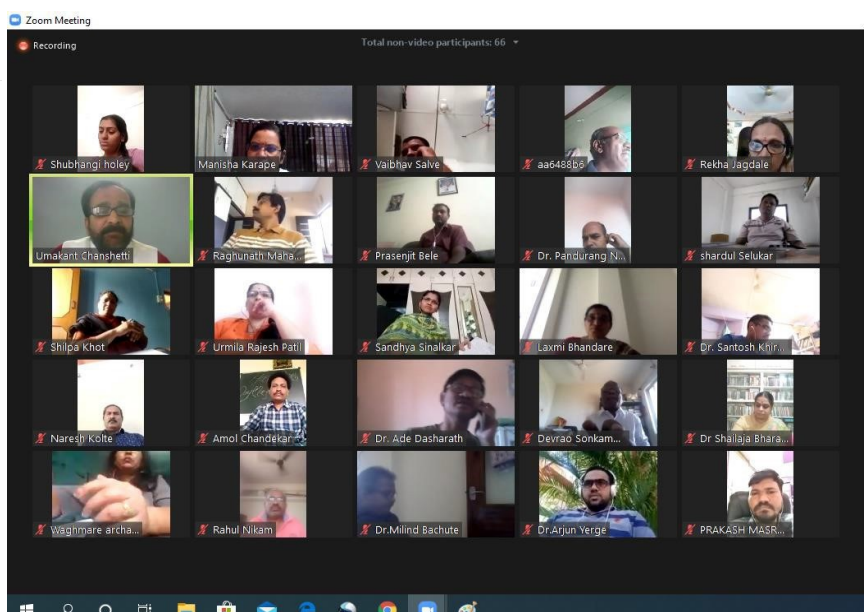 Zoom Meeting
Recording
Total non-video participants: 66
Shubhangi holey
Manisha Karape
Vaibhav Salve
aa6488b6
Rekha Jagdale
Umakant Chanshetti
Raghunath Maha...
Prasenjit Bele
Dr. Pandurang N...
shardul Selukar
Shilpa Khot
Urmila Rajesh Patil
Sandhya Sinalkar
Laxmi Bhandare
Dr. Santosh Khir...
Naresh Kolte
Amol Chandekar
Dr. Ade Dasharath
Devrao Sonkam...
Dr Shailaja Bhara...
Waghmare archa...
Rahul Nikam
Dr.Milind Bachute
Dr.Arjun Yerge
PRAKASH MASR...